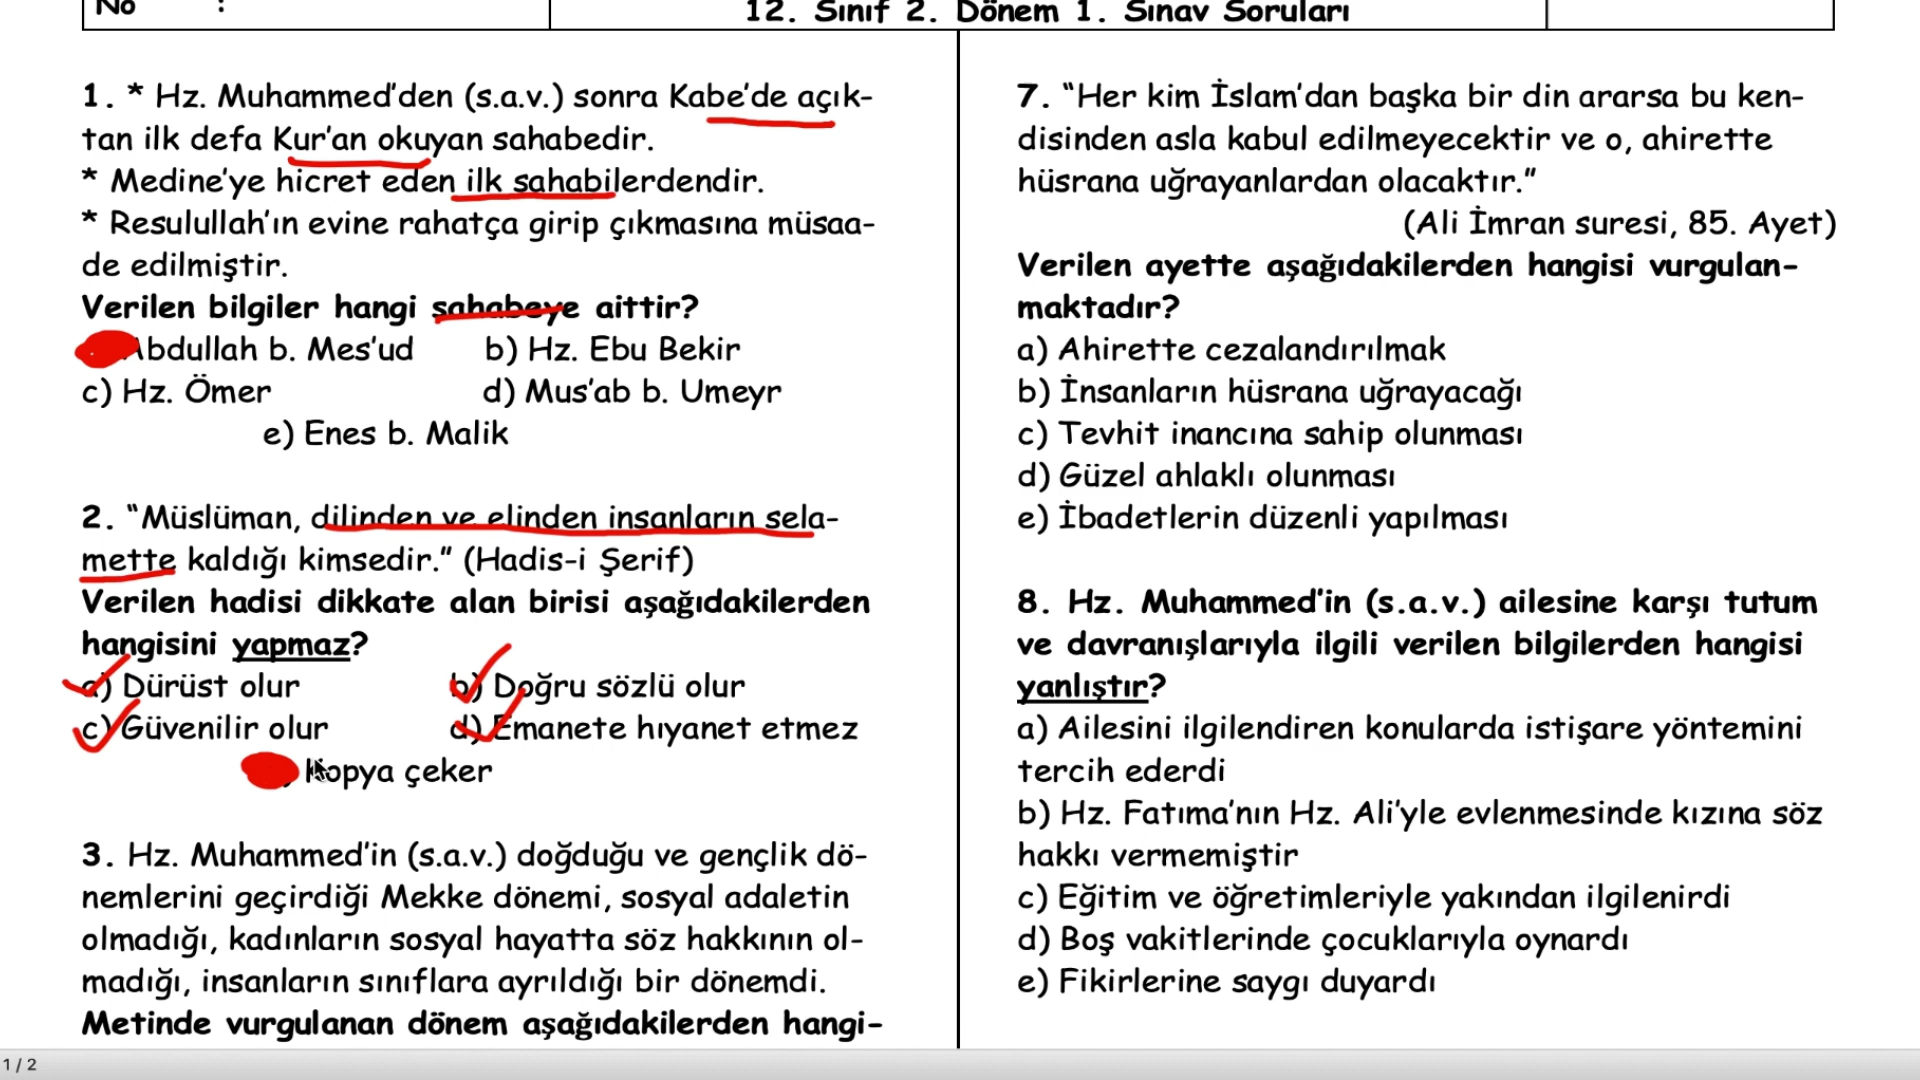 No :
12. Sınıf 2. Dönem 1. Sınav Soruları
1. * Hz. Muhammed’den (s.a.v.) sonra Kabe’de açık-
tan ilk defa Kur’an okuyan sahabedir.
* Medine’ye hicret eden ilk sahabilerdendir.
* Resulullah’ın evine rahatça girip çıkmasına müsaa-
de edilmiştir.
Verilen bilgiler hangi sahabeye aittir?
Abdullah b. Mes’ud b) Hz. Ebu Bekir
c) Hz. Ömer d) Mus’ab b. Umeyr
e) Enes b. Malik
2. “Müslüman, dilinden ve elinden insanların sela-
mette kaldığı kimsedir.” (Hadis-i Şerif)
Verilen hadisi dikkate alan birisi aşağıdakilerden
hangisini yapmaz?
a) Dürüst olur b) Doğru sözlü olur
c) Güvenilir olur d) Emanete hıyanet etmez
) Kopya çeker
3. Hz. Muhammed’in (s.a.v.) doğduğu ve gençlik dö-
nemlerini geçirdiği Mekke dönemi, sosyal adaletin
olmadığı, kadınların sosyal hayatta söz hakkının ol-
madığı, insanların sınıflara ayrıldığı bir dönemdi.
Metinde vurgulanan dönem aşağıdakilerden hangi-
7. “Her kim İslam’dan başka bir din ararsa bu ken-
disinden asla kabul edilmeyecektir ve o, ahirette
hüsrana uğrayanlardan olacaktır.”
(Ali İmran suresi, 85. Ayet)
Verilen ayette aşağıdakilerden hangisi vurgulan-
maktadır?
a) Ahirette cezalandırılmak
b) İnsanların hüsrana uğrayacağı
c) Tevhit inancına sahip olunması
d) Güzel ahlaklı olunması
e) İbadetlerin düzenli yapılması
8. Hz. Muhammed’in (s.a.v.) ailesine karşı tutum
ve davranışlarıyla ilgili verilen bilgilerden hangisi
yanlıştır?
a) Ailesini ilgilendiren konularda istişare yöntemini
tercih ederdi
b) Hz. Fatıma’nın Hz. Ali’yle evlenmesinde kızına söz
hakkı vermemiştir
c) Eğitim ve öğretimleriyle yakından ilgilenirdi
d) Boş vakitlerinde çocuklarıyla oynardı
e) Fikirlerine saygı duyardı
1 / 2